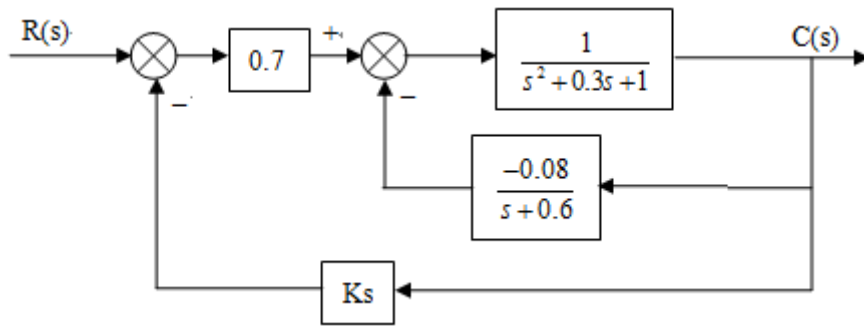 R(s)
0.7
+
1
s² + 0.3s + 1
C(s)
−
−
−0.08
s + 0.6
Ks